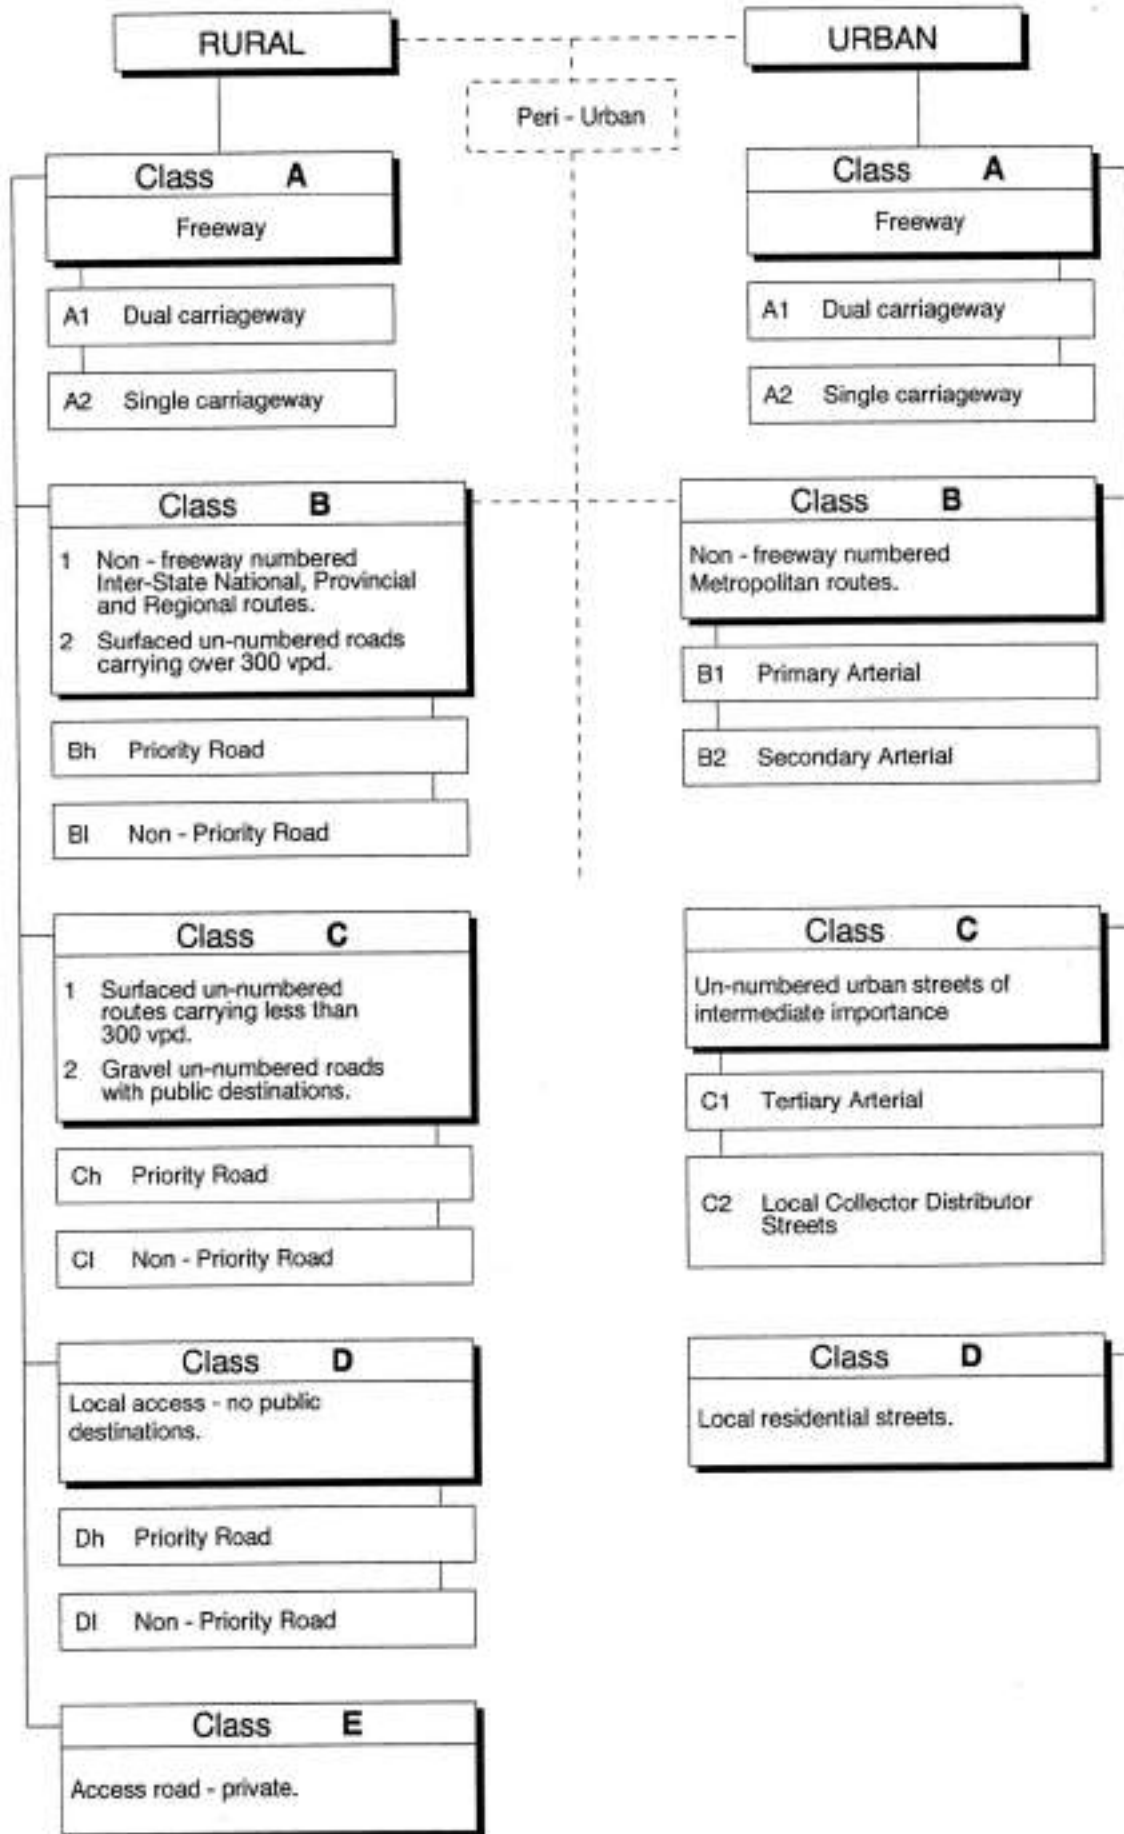 RURAL
URBAN
Peri - Urban
Class A
Freeway
A1 Dual carriageway
A2 Single carriageway
Class B
1 Non - freeway numbered
Inter-State National, Provincial
and Regional routes.
2 Surfaced un-numbered roads
carrying over 300 vpd.
Bh Priority Road
Bl Non - Priority Road
Class C
1 Surfaced un-numbered
routes carrying less than
300 vpd.
2 Gravel un-numbered roads
with public destinations.
Ch Priority Road
Cl Non - Priority Road
Class D
Local access - no public
destinations.
Dh Priority Road
Dl Non - Priority Road
Class E
Access road - private.
Class A
Freeway
A1 Dual carriageway
A2 Single carriageway
Class B
Non - freeway numbered
Metropolitan routes.
B1 Primary Arterial
B2 Secondary Arterial
Class C
Un-numbered urban streets of
intermediate importance
C1 Tertiary Arterial
C2 Local Collector Distributor
Streets
Class D
Local residential streets.